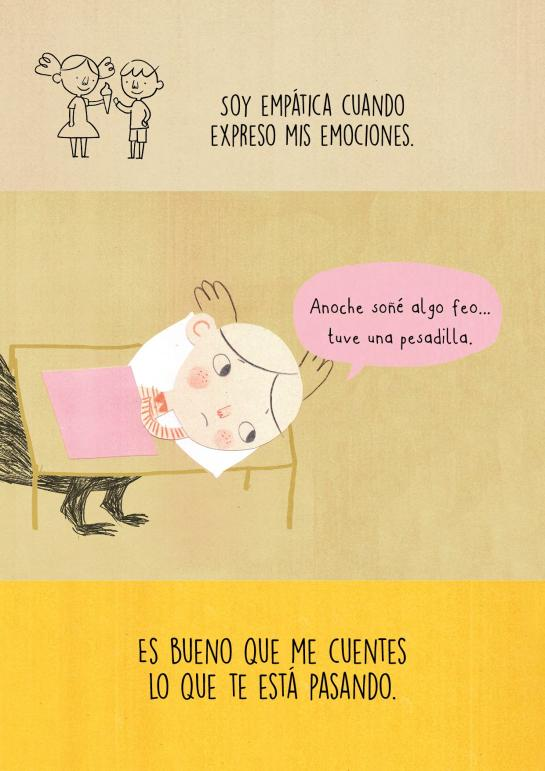 SOY EMPÁTICA CUANDO
EXPRESO MIS EMOCIONES.
Anoche soñé algo feo...
tuve una pesadilla.
ES BUENO QUE ME CUENTES
LO QUE TE ESTÁ PASANDO.